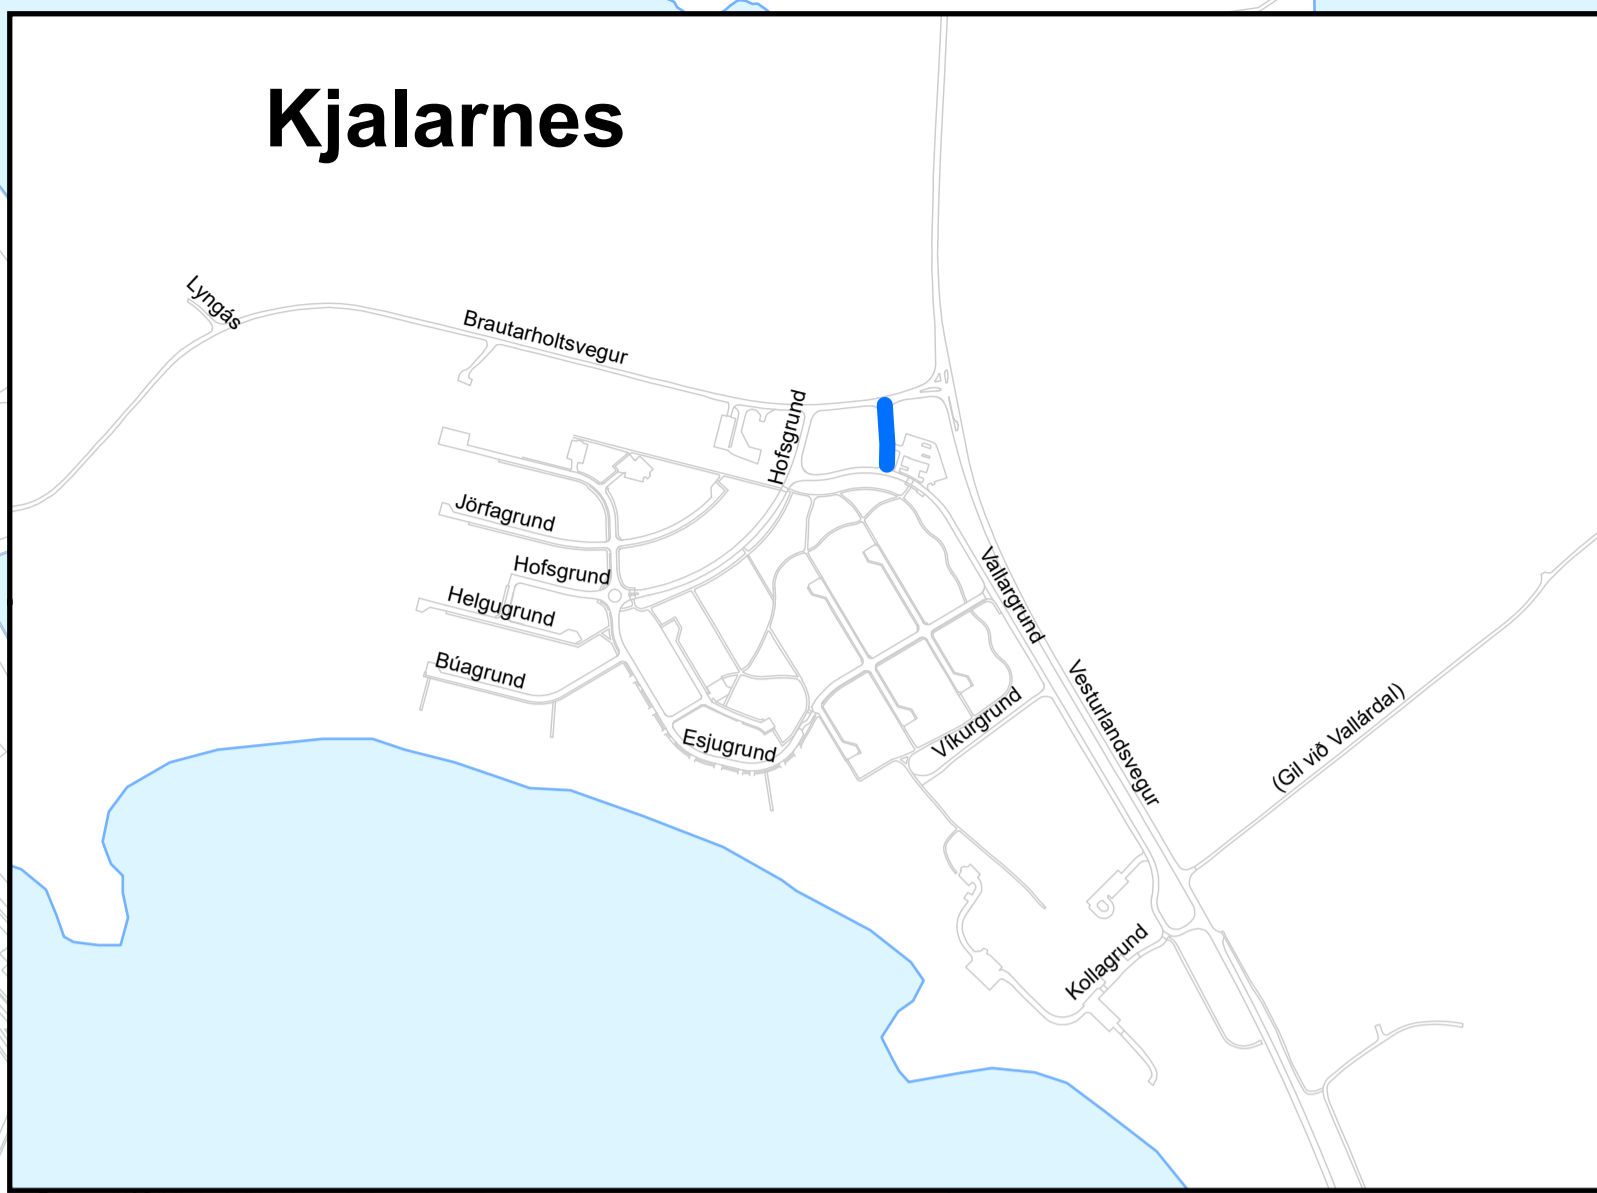 Kjalarnes
Lyngás
Brautarholtsvegur
Hofsgrund
Jörfagrund
Hofsgrund
Helgugrund
Búagrund
Esjugrund
Vallargrund
Víkurgrund
Vesturlandsvegur
(Gil við Vallárdal)
Kollagrund